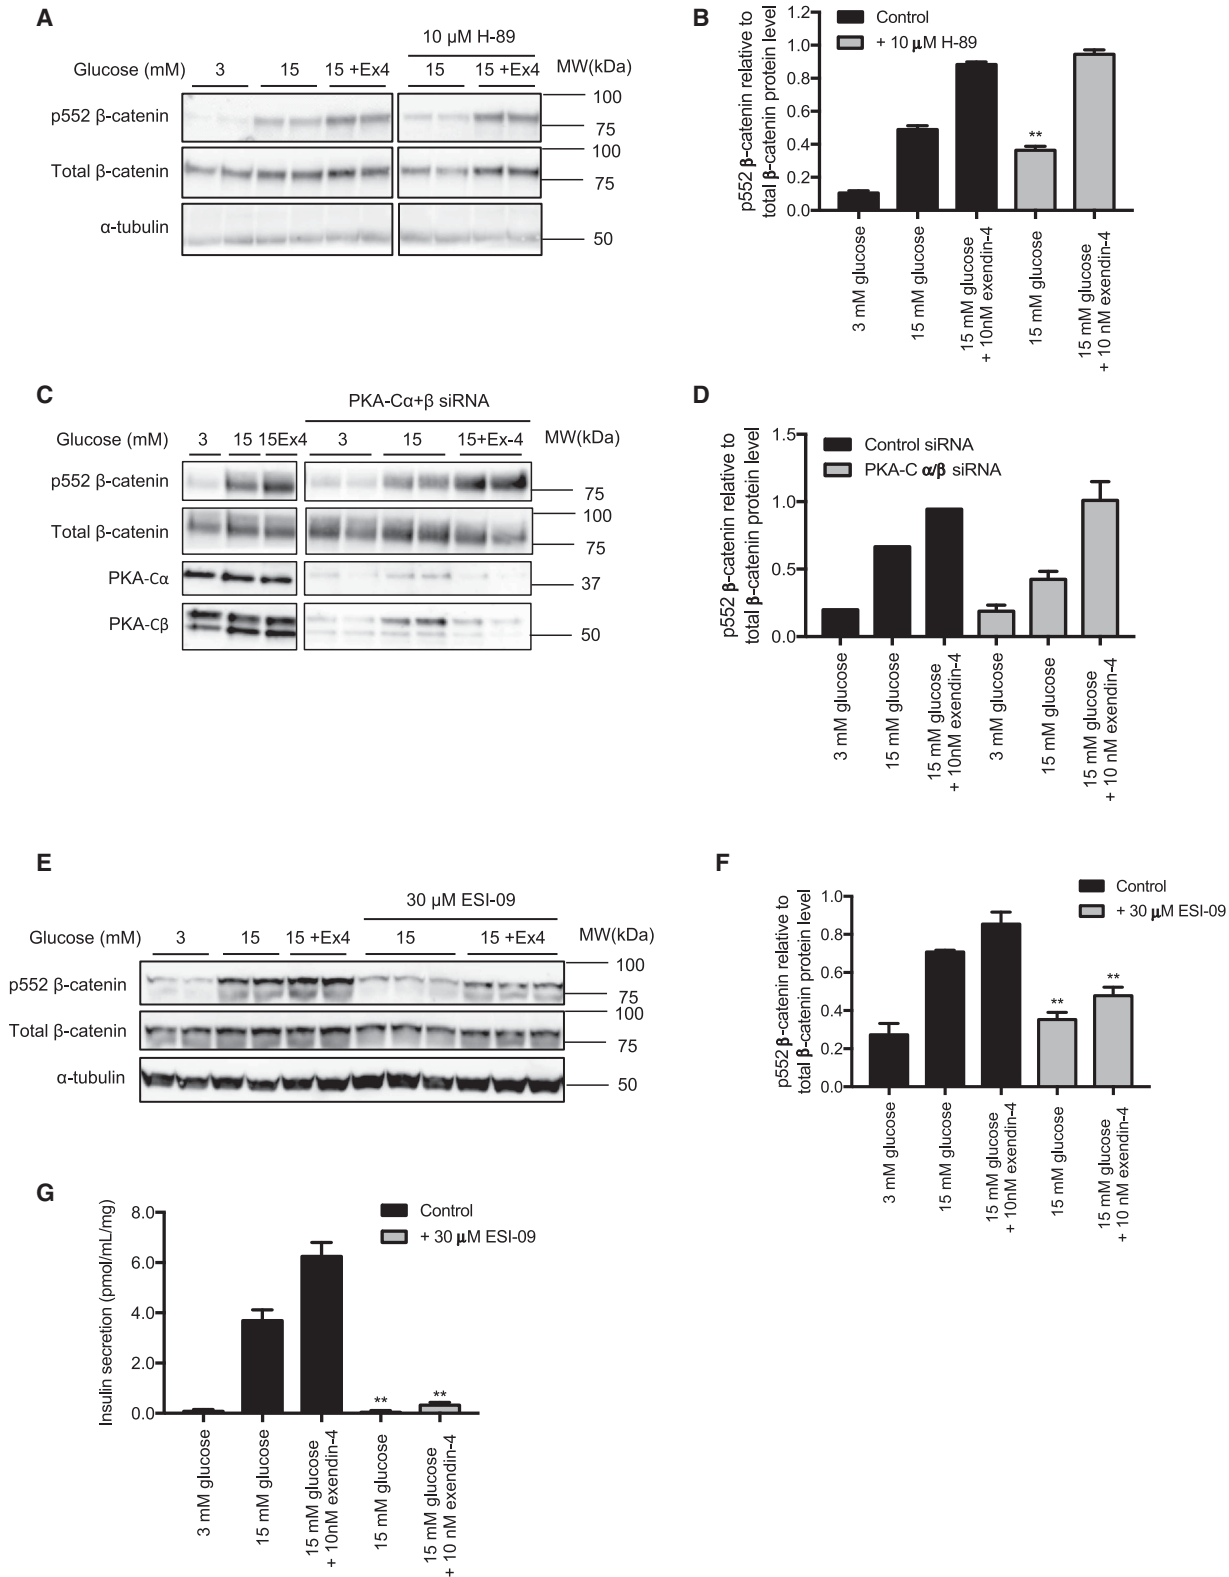 A
10 μM H-89
Glucose (mM) 3 15 15 +Ex4 15 15 +Ex4 MW(kDa)
p552 β-catenin
100
75
Total β-catenin
100
75
α-tubulin
50
B
Control
+ 10 μM H-89
p552 β-catenin relative to
total β-catenin protein level
1.2
1.0
0.8
0.6
0.4
0.2
0.0
**
3 mM glucose
15 mM glucose
15 mM glucose
+ 10nM exendin-4
15 mM glucose
15 mM glucose
+ 10 nM exendin-4
C
PKA-Cα+β siRNA
Glucose (mM) 3 15 15Ex4 3 15 15+Ex-4 MW(kDa)
p552 β-catenin
75
Total β-catenin
100
75
PKA-Cα
37
PKA-Cβ
50
D
Control siRNA
PKA-C α/β siRNA
p552 β-catenin relative to
total β-catenin protein level
1.5
1.0
0.5
0.0
3 mM glucose
15 mM glucose
15 mM glucose
+ 10nM exendin-4
3 mM glucose
15 mM glucose
15 mM glucose
+ 10 nM exendin-4
E
30 μM ESI-09
Glucose (mM) 3 15 15 +Ex4 15 15 +Ex4 MW(kDa)
p552 β-catenin
100
75
Total β-catenin
100
75
α-tubulin
50
F
Control
+ 30 μM ESI-09
p552 β-catenin relative to
total β-catenin protein level
1.0
0.8
0.6
0.4
0.2
0.0
**
**
3 mM glucose
15 mM glucose
15 mM glucose
+ 10nM exendin-4
15 mM glucose
15 mM glucose
+ 10 nM exendin-4
G
Control
+ 30 μM ESI-09
Insulin secretion (pmol/mL/mg)
8.0
6.0
4.0
2.0
0.0
**
**
3 mM glucose
15 mM glucose
15 mM glucose
+ 10nM exendin-4
15 mM glucose
15 mM glucose
+ 10 nM exendin-4